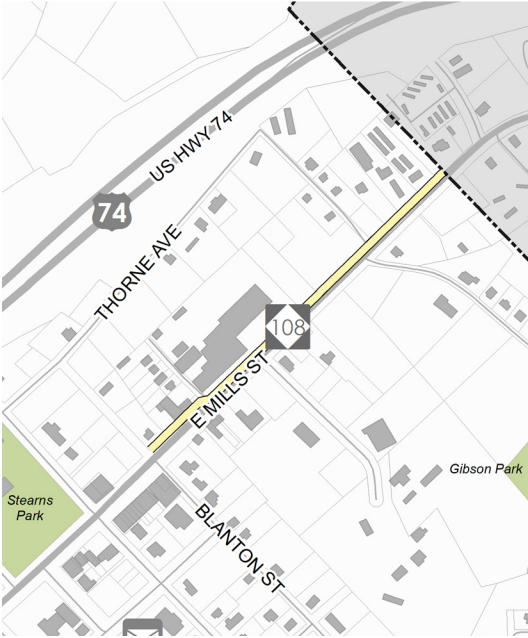 US HWY 74
74
THORNE AVE
108
E MILLS ST
Gibson Park
Stearns
Park
BLANTON ST